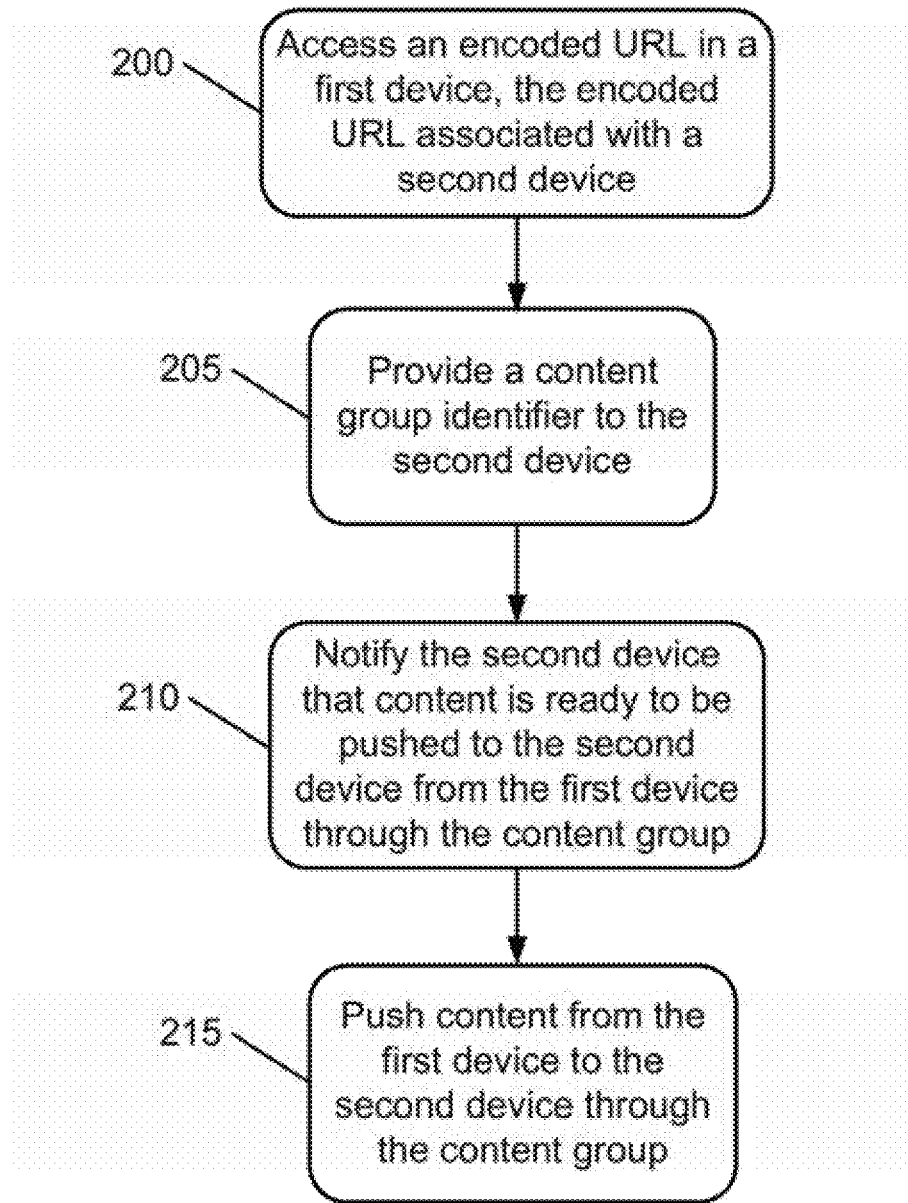 200
Access an encoded URL in a
first device, the encoded
URL associated with a
second device
205
Provide a content
group identifier to the
second device
210
Notify the second device
that content is ready to be
pushed to the second
device from the first device
through the content group
215
Push content from the
first device to the
second device through
the content group